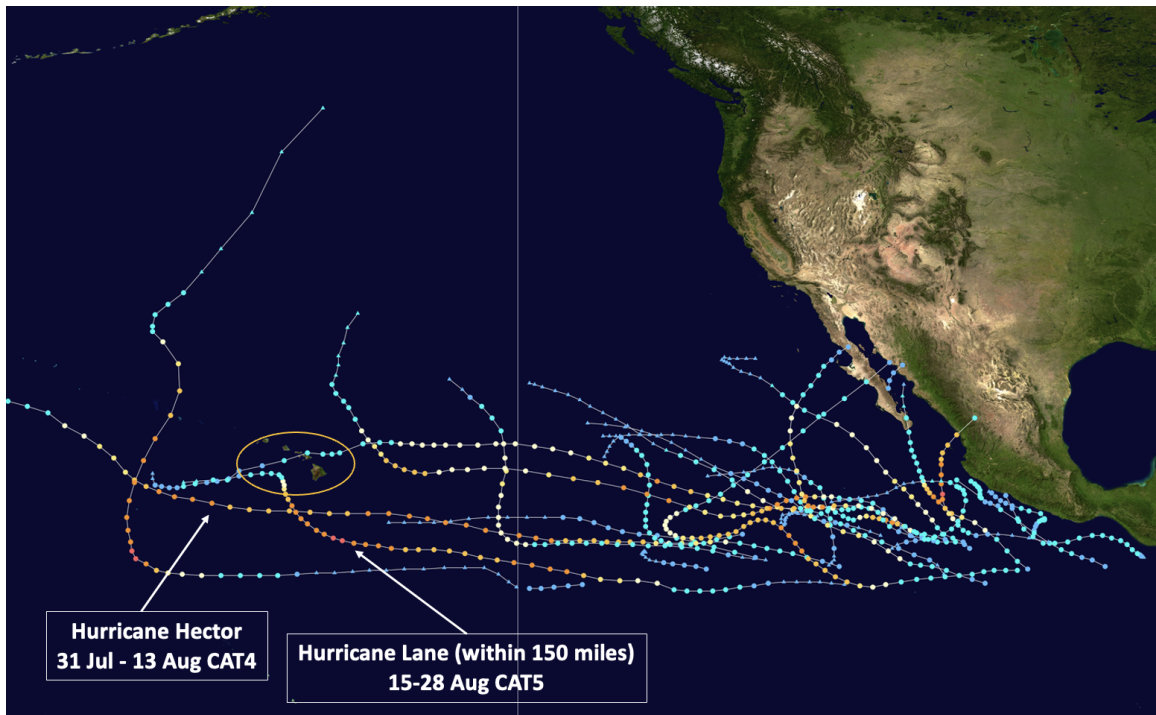 Hurricane Hector
31 Jul - 13 Aug CAT4
Hurricane Lane (within 150 miles)
15-28 Aug CAT5